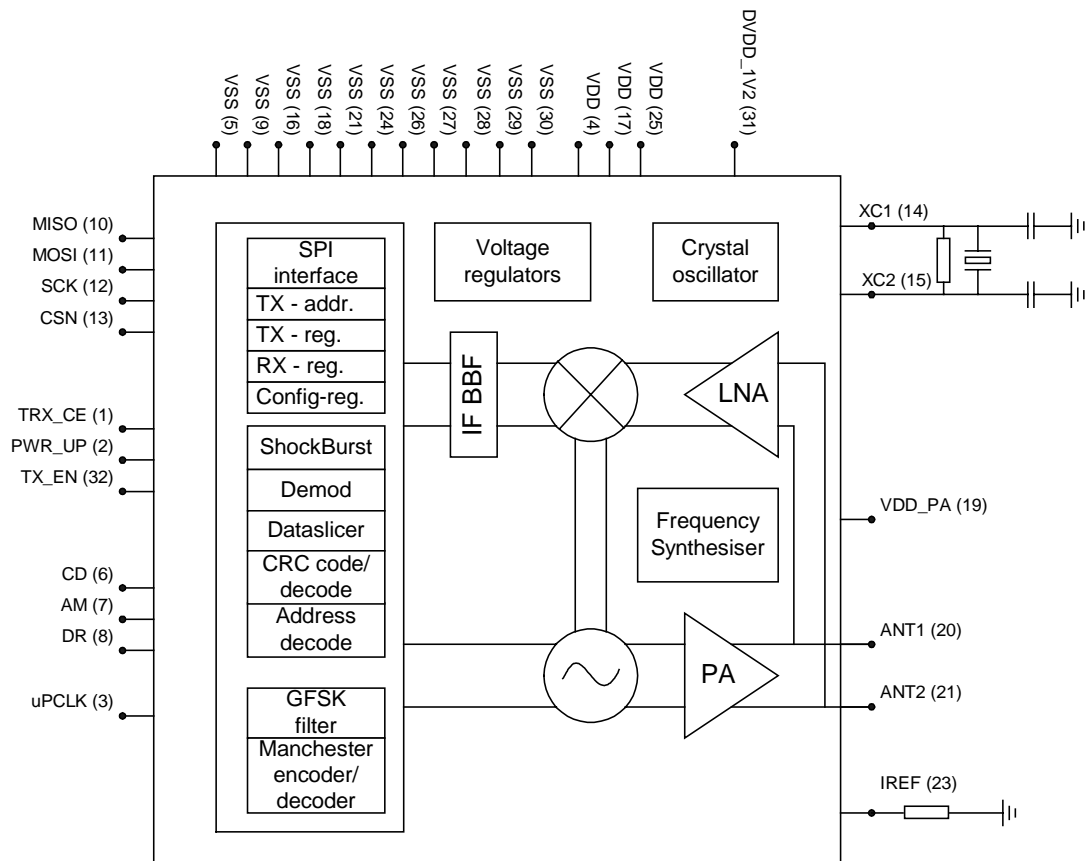 VSS (5)
VSS (9)
VSS (16)
VSS (18)
VSS (21)
VSS (24)
VSS (26)
VSS (27)
VSS (28)
VSS (29)
VSS (30)
VDD (4)
VDD (17)
VDD (25)
DVDD_1V2 (31)
MISO (10)
MOSI (11)
SCK (12)
CSN (13)
TRX_CE (1)
PWR_UP (2)
TX_EN (32)
CD (6)
AM (7)
DR (8)
uPCLK (3)
SPI
interface
TX - addr.
TX - reg.
RX - reg.
Config-reg.
ShockBurst
Demod
Dataslicer
CRC code/
decode
Address
decode
GFSK
filter
Manchester
encoder/
decoder
Voltage
regulators
Crystal
oscillator
IF BBF
LNA
Frequency
Synthesiser
PA
XC1 (14)
XC2 (15)
VDD_PA (19)
ANT1 (20)
ANT2 (21)
IREF (23)